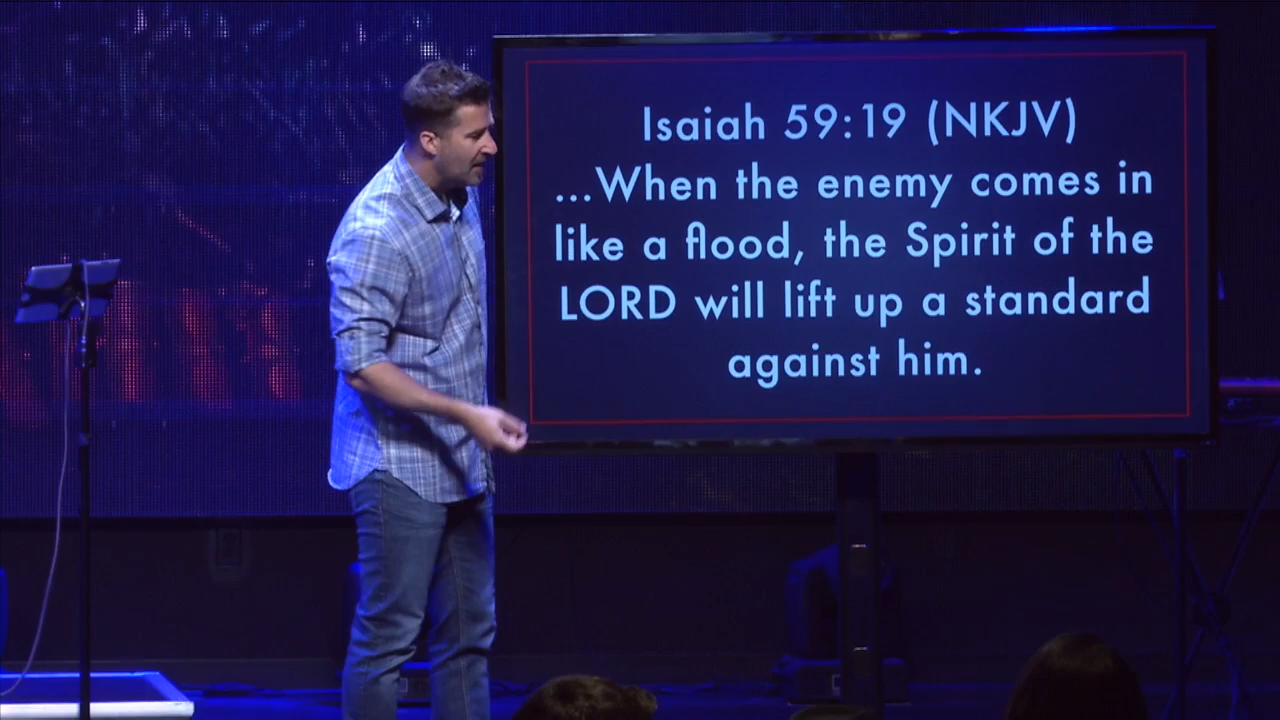 Isaiah 59:19 (NKJV)
...When the enemy comes in
like a flood, the Spirit of the
LORD will lift up a standard
against him.